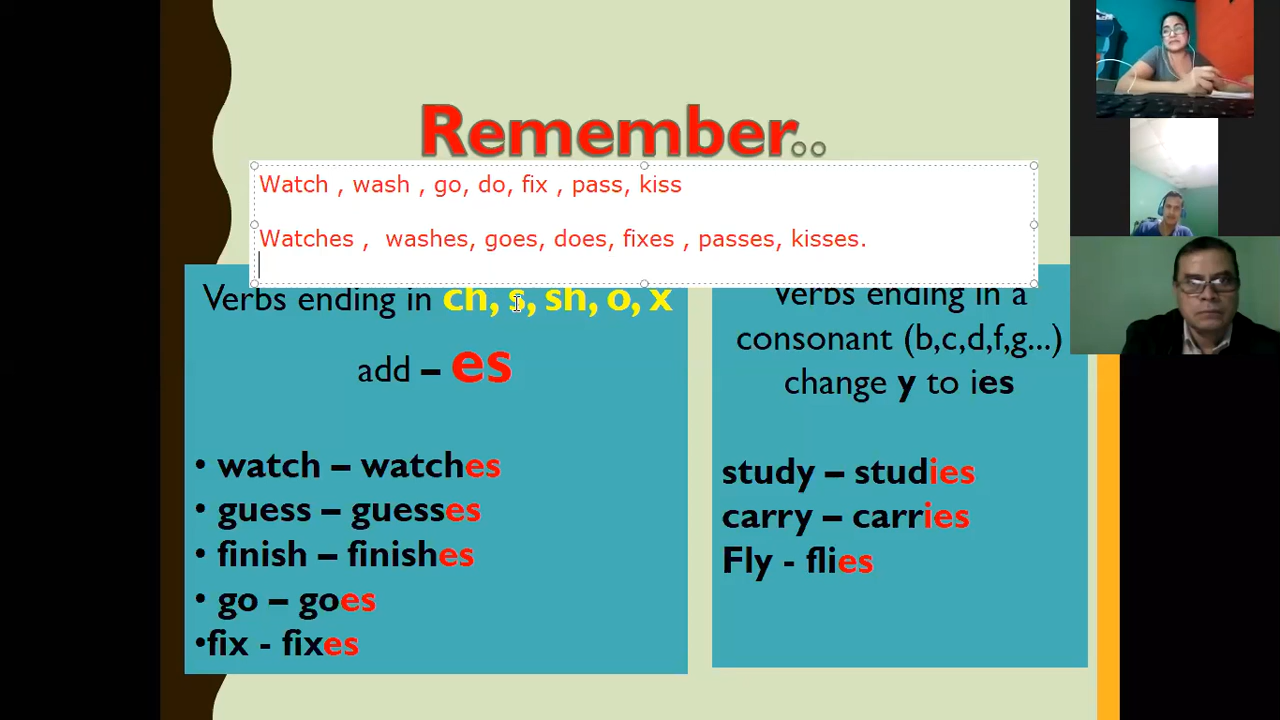 Remember..
Watch , wash , go, do, fix , pass, kiss
Watches , washes, goes, does, fixes , passes, kisses.
Verbs ending in ch, s, sh, o, x
add – es
• watch – watches
• guess – guesses
• finish – finishes
• go – goes
•fix - fixes
Verbs ending in a
consonant (b,c,d,f,g...)
change y to ies
study – studies
carry – carries
Fly - flies